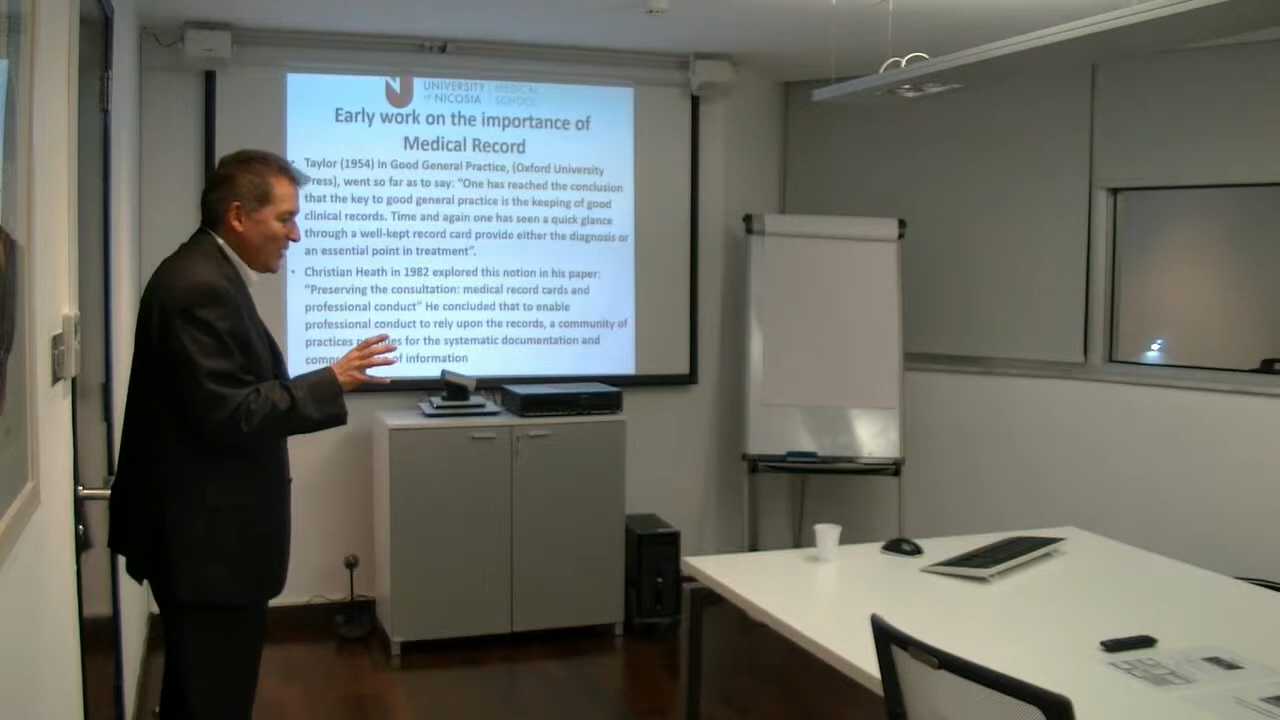 UNIVERSITY MEDICAL
of NICOSIA SCHOOL
Early work on the importance of
Medical Record
• Taylor (1954) in Good General Practice, (Oxford University
Press), went so far as to say: “One has reached the conclusion
that the key to good general practice is the keeping of good
clinical records. Time and again one has seen a quick glance
through a well-kept record card provide either the diagnosis or
an essential point in treatment”.
• Christian Heath in 1982 explored this notion in his paper:
“Preserving the consultation: medical record cards and
professional conduct” He concluded that to enable
professional conduct to rely upon the records, a community of
practices for the systematic documentation and
of information